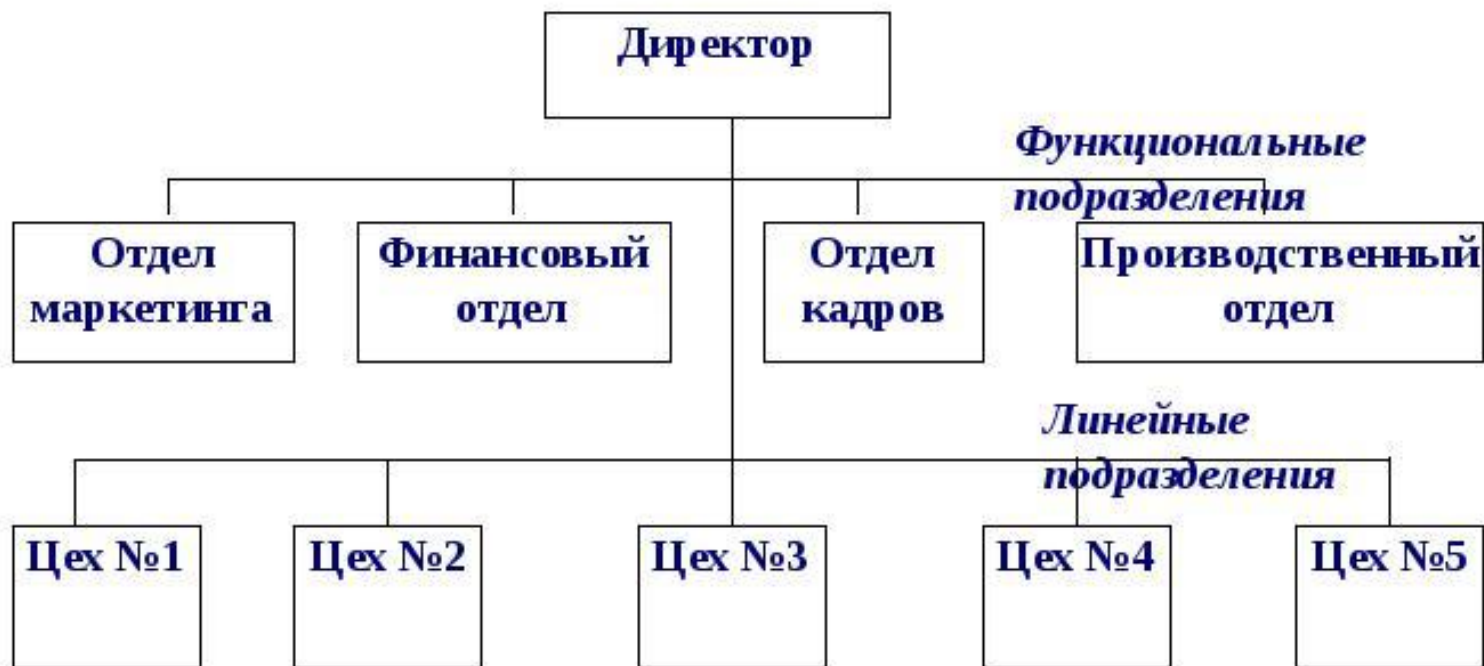 Директор
Функциональные
подразделения
Отдел
маркетинга
Финансовый
отдел
Отдел
кадров
Производственный
отдел
Линейные
подразделения
Цех №1
Цех №2
Цех №3
Цех №4
Цех №5